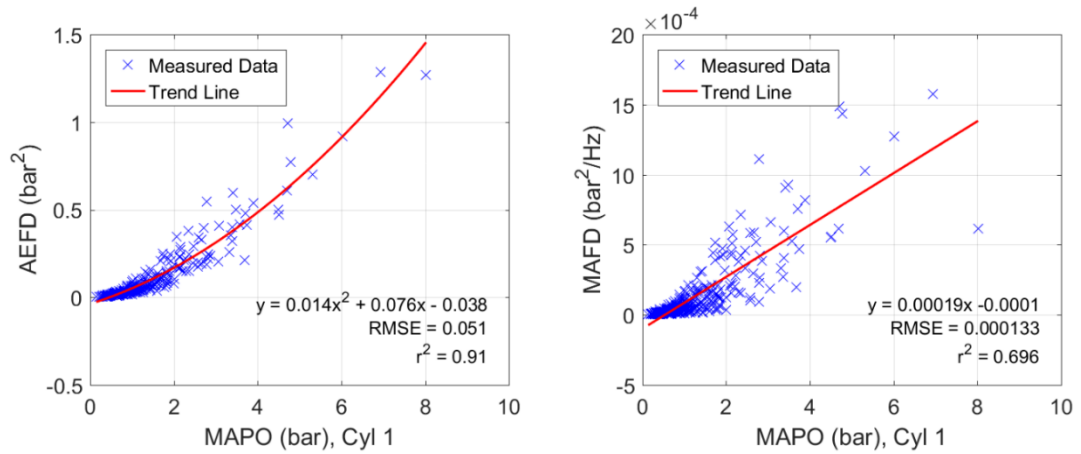 1.5
1
0.5
0
-0.5
AEFD (bar²)
Measured Data
Trend Line
y = 0.014x² + 0.076x - 0.038
RMSE = 0.051
r² = 0.91
0 2 4 6 8 10
MAPO (bar), Cyl 1
×10⁻⁴
20
15
10
5
0
-5
MAFD (bar²/Hz)
Measured Data
Trend Line
y = 0.00019x -0.0001
RMSE = 0.000133
r² = 0.696
0 2 4 6 8 10
MAPO (bar), Cyl 1